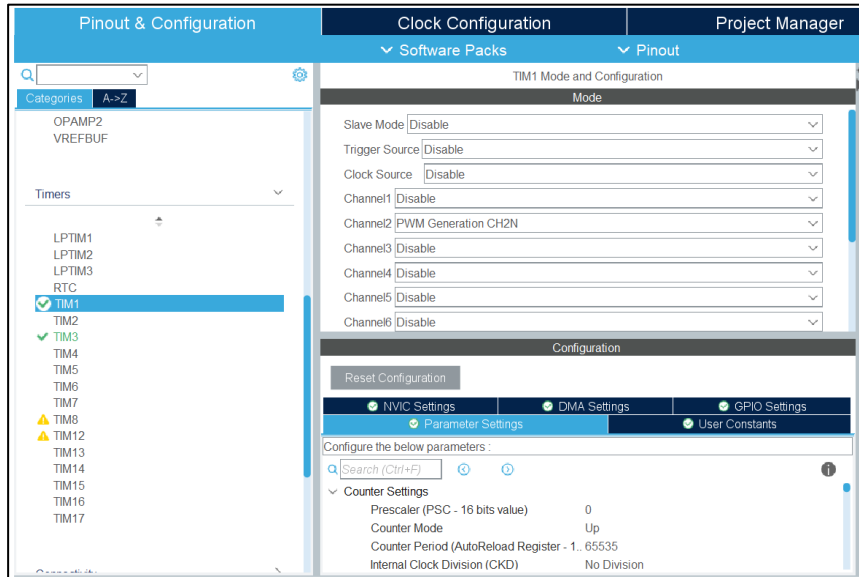 Pinout & Configuration
Clock Configuration
Project Manager
Software Packs
Pinout
Categories
A->Z
OPAMP2
VREFBUF
Timers
LPTIM1
LPTIM2
LPTIM3
RTC
TIM1
TIM2
TIM3
TIM4
TIM5
TIM6
TIM7
TIM8
TIM12
TIM13
TIM14
TIM15
TIM16
TIM17
TIM1 Mode and Configuration
Mode
Slave Mode Disable
Trigger Source Disable
Clock Source Disable
Channel1 Disable
Channel2 PWM Generation CH2N
Channel3 Disable
Channel4 Disable
Channel5 Disable
Channel6 Disable
Configuration
Reset Configuration
NVIC Settings
DMA Settings
GPIO Settings
Parameter Settings
User Constants
Configure the below parameters :
Search (Ctrl+F)
Counter Settings
Prescaler (PSC - 16 bits value) 0
Counter Mode Up
Counter Period (AutoReload Register - 1.. 65535
Internal Clock Division (CKD) No Division